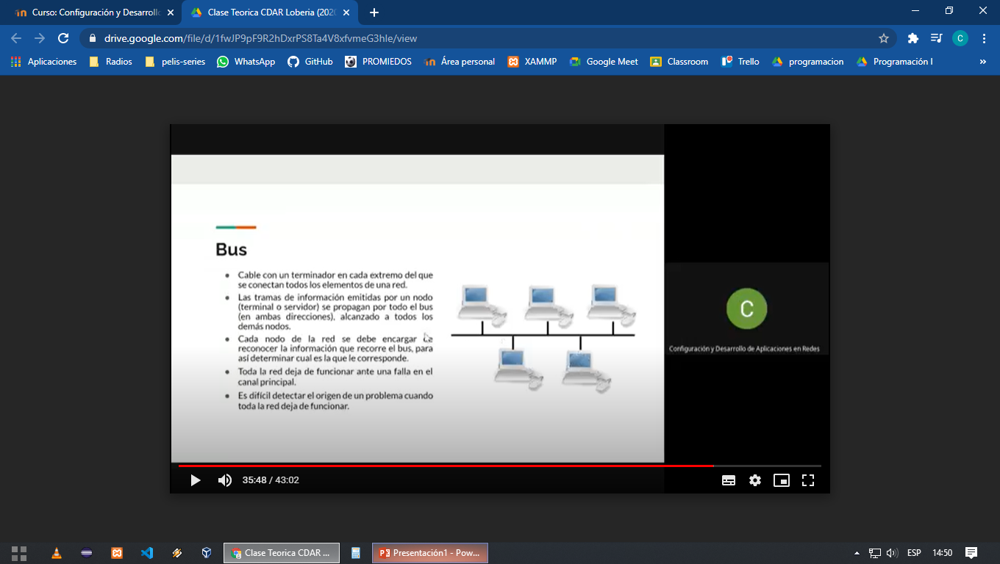 Curso: Configuración y Desarrollo
Clase Teorica CDAR Loberia (2020
drive.google.com/file/d/1fwJP9pF9R2hDxrPS8Ta4V8xfvmeG3hle/view
C
Aplicaciones
Radios
pelis-series
WhatsApp
GitHub
PROMIEDOS
Área personal
XAMMP
Google Meet
Classroom
Trello
programacion
Programación I
»
Bus
Cable con un terminador en cada extremo del que
se conectan todos los elementos de una red.
Las tramas de información emitidas por un nodo
(terminal o servidor) se propagan por todo el bus
(en ambas direcciones), alcanzado a todos los
demás nodos.
Cada nodo de la red se debe encargar de
reconocer la información que recorre el bus, para
así determinar cual es la que le corresponde.
Toda la red deja de funcionar ante una falla en el
canal principal.
Es difícil detectar el origen de un problema cuando
toda la red deja de funcionar.
C
Configuración y Desarrollo de Aplicaciones en Redes
35:48 / 43:02
Clase Teorica CDAR ...
Presentación1 - Pow...
ESP
14:50